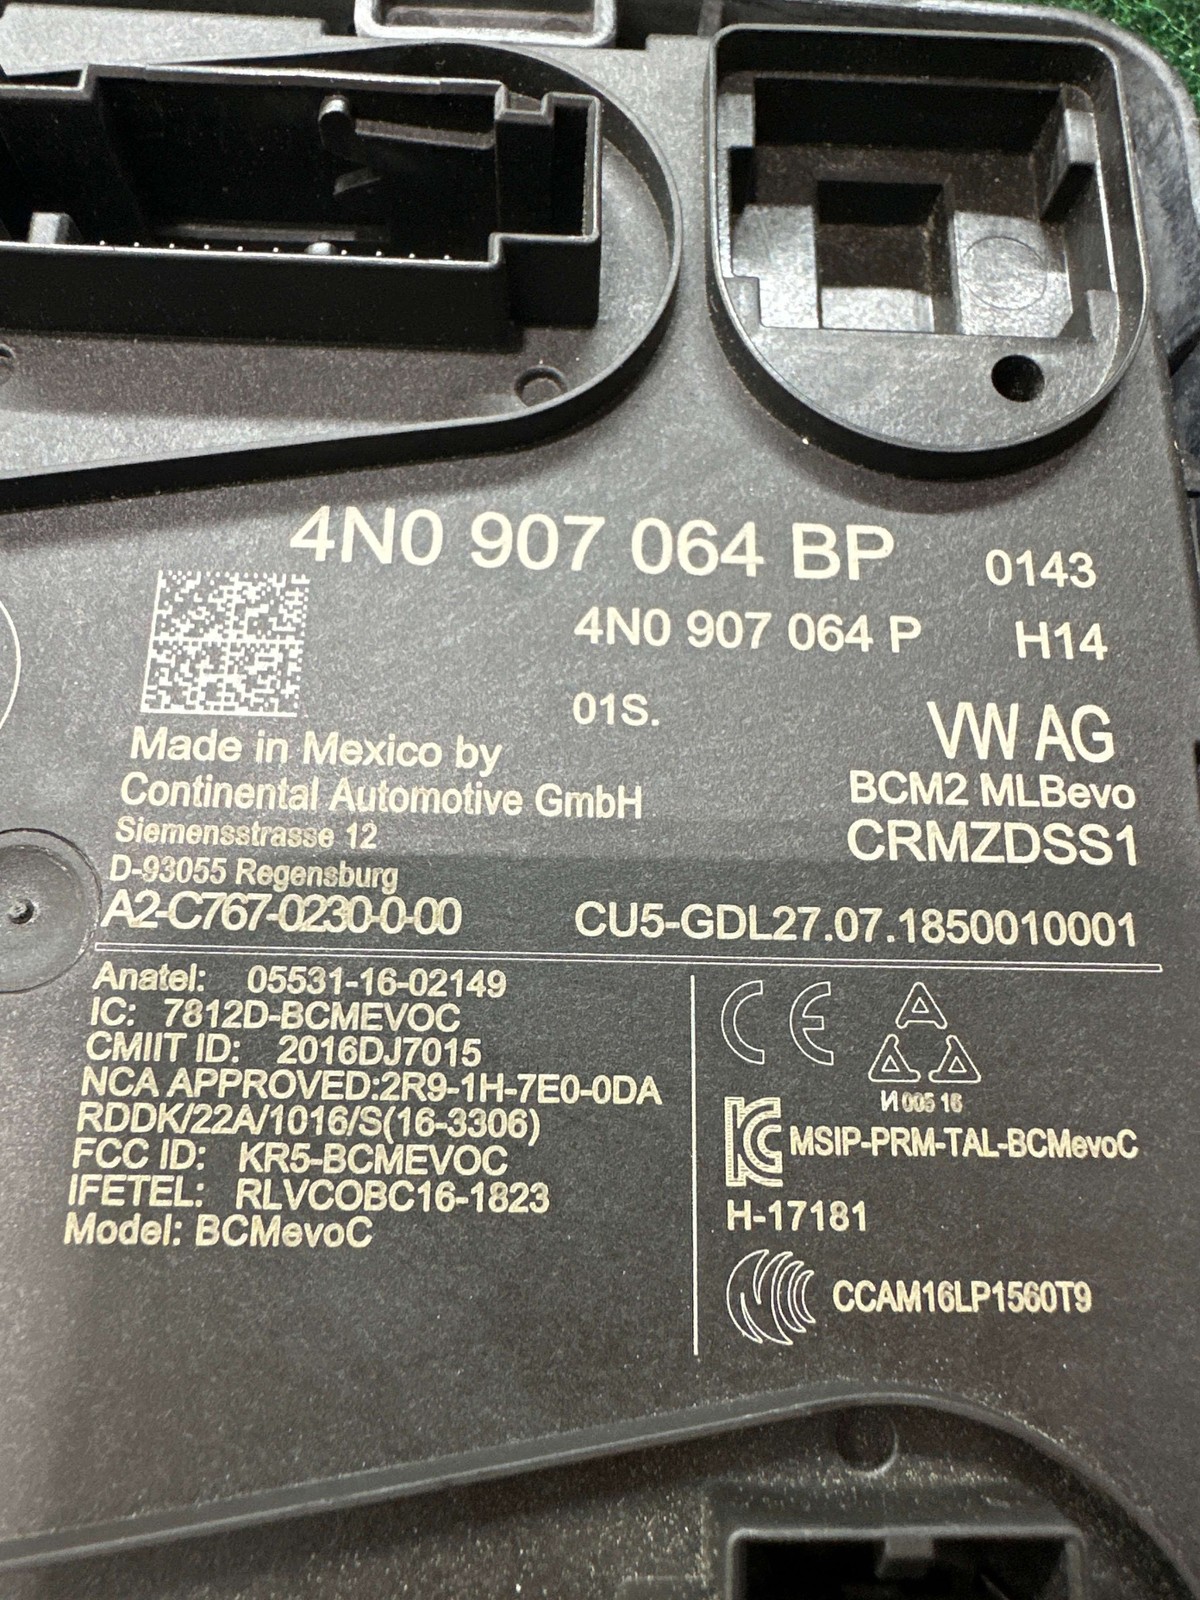 4N0 907 064 BP 0143
4N0 907 064 P H14
01S.
VW AG
Made in Mexico by
Continental Automotive GmbH
Siemensstrasse 12
D-93055 Regensburg
BCM2 MLBevo
CRMZDSS1
A2-C767-0230-0-00 CU5-GDL27.07.1850010001
Anatel: 05531-16-02149
IC: 7812D-BCMEVOC
CMIIT ID: 2016DJ7015
NCA APPROVED:2R9-1H-7E0-0DA
RDDK/22A/1016/S(16-3306)
FCC ID: KR5-BCMEVOC
IFETEL: RLVCOBC16-1823
Model: BCMevoC
CE
И 005 16
MSIP-PRM-TAL-BCMevoC
H-17181
CCAM16LP1560T9